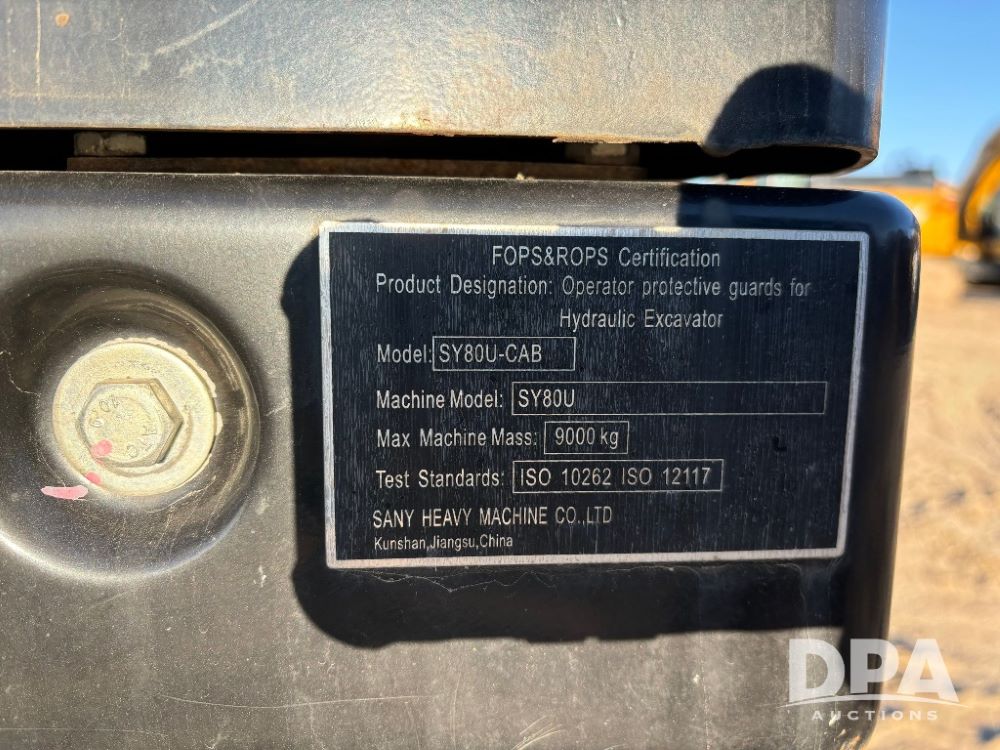 FOPS&ROPS Certification
Product Designation: Operator protective guards for
Hydraulic Excavator
Model: SY80U-CAB
Machine Model: SY80U
Max Machine Mass: 9000 kg
Test Standards: ISO 10262 ISO 12117
SANY HEAVY MACHINE CO.,LTD
Kunshan,Jiangsu,China
DPA
AUCTIONS